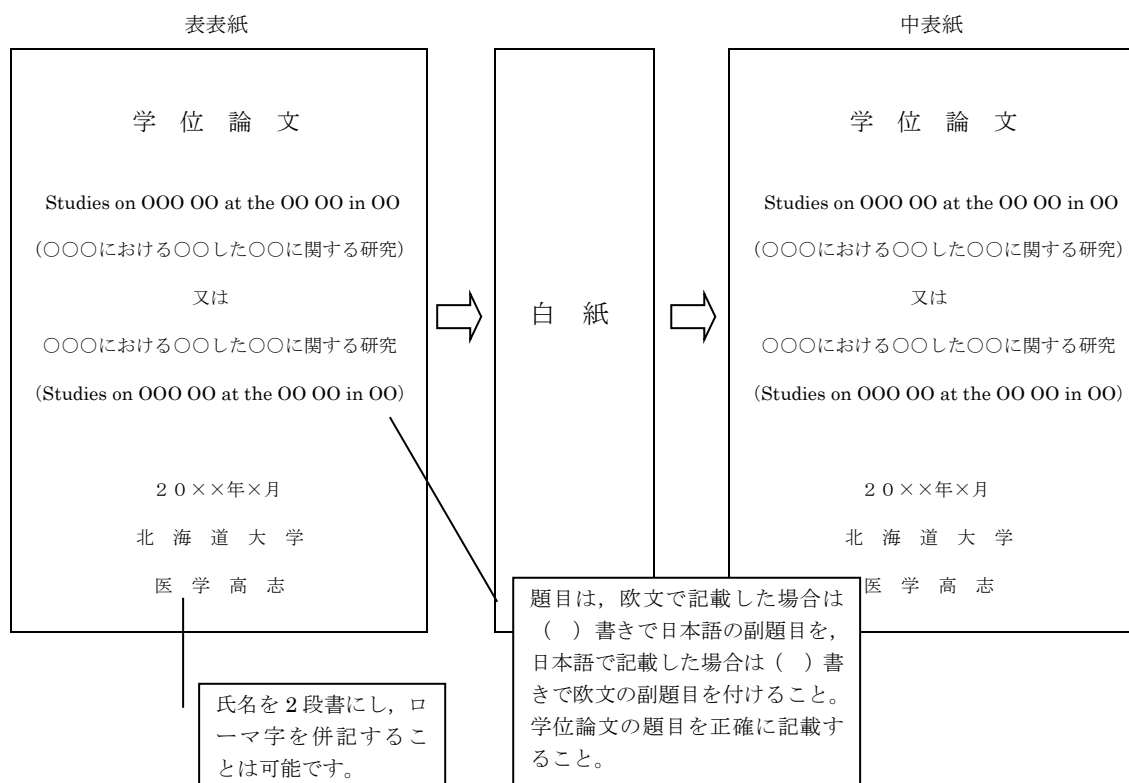 表表紙
学 位 論 文
Studies on OOO OO at the OO OO in OO
(○○○における○○した○○に関する研究)
又は
○○○における○○した○○に関する研究
(Studies on OOO OO at the OO OO in OO)
20××年×月
北 海 道 大 学
医 学 高 志
氏名を 2 段書にし，ロ
ーマ字を併記するこ
とは可能です。
白 紙
題目は，欧文で記載した場合は
（ ）書きで日本語の副題目を，
日本語で記載した場合は（ ）書
きで欧文の副題目を付けること。
学位論文の題目を正確に記載す
ること。
中表紙
学 位 論 文
Studies on OOO OO at the OO OO in OO
(○○○における○○した○○に関する研究)
又は
○○○における○○した○○に関する研究
(Studies on OOO OO at the OO OO in OO)
20××年×月
北 海 道 大 学
医 学 高 志